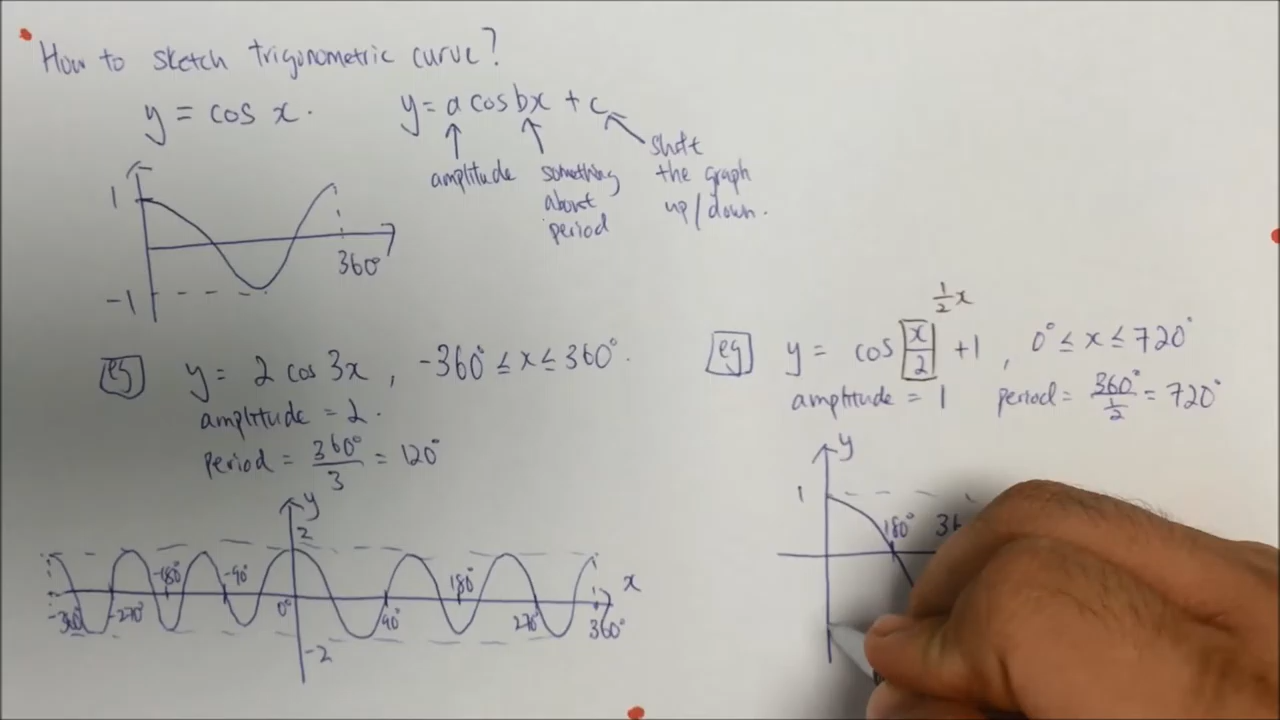 How to sketch trigonometric curve?
y = cos x.
y = a cos bx + c
amplitude
something about period
shift the graph up/down.
1
-1
360°
eg
y = 2 cos 3x , -360° ≤ x ≤ 360°.
amplitude = 2.
period = 360°/3 = 120°
y
2
-360° -270° -180° -90° 0° 90° 180° 270° 360° x
-2
1/2 x
eg
y = cos x/2 + 1 , 0° ≤ x ≤ 720°
amplitude = 1 period = 360°/(1/2) = 720°
y
1
180°